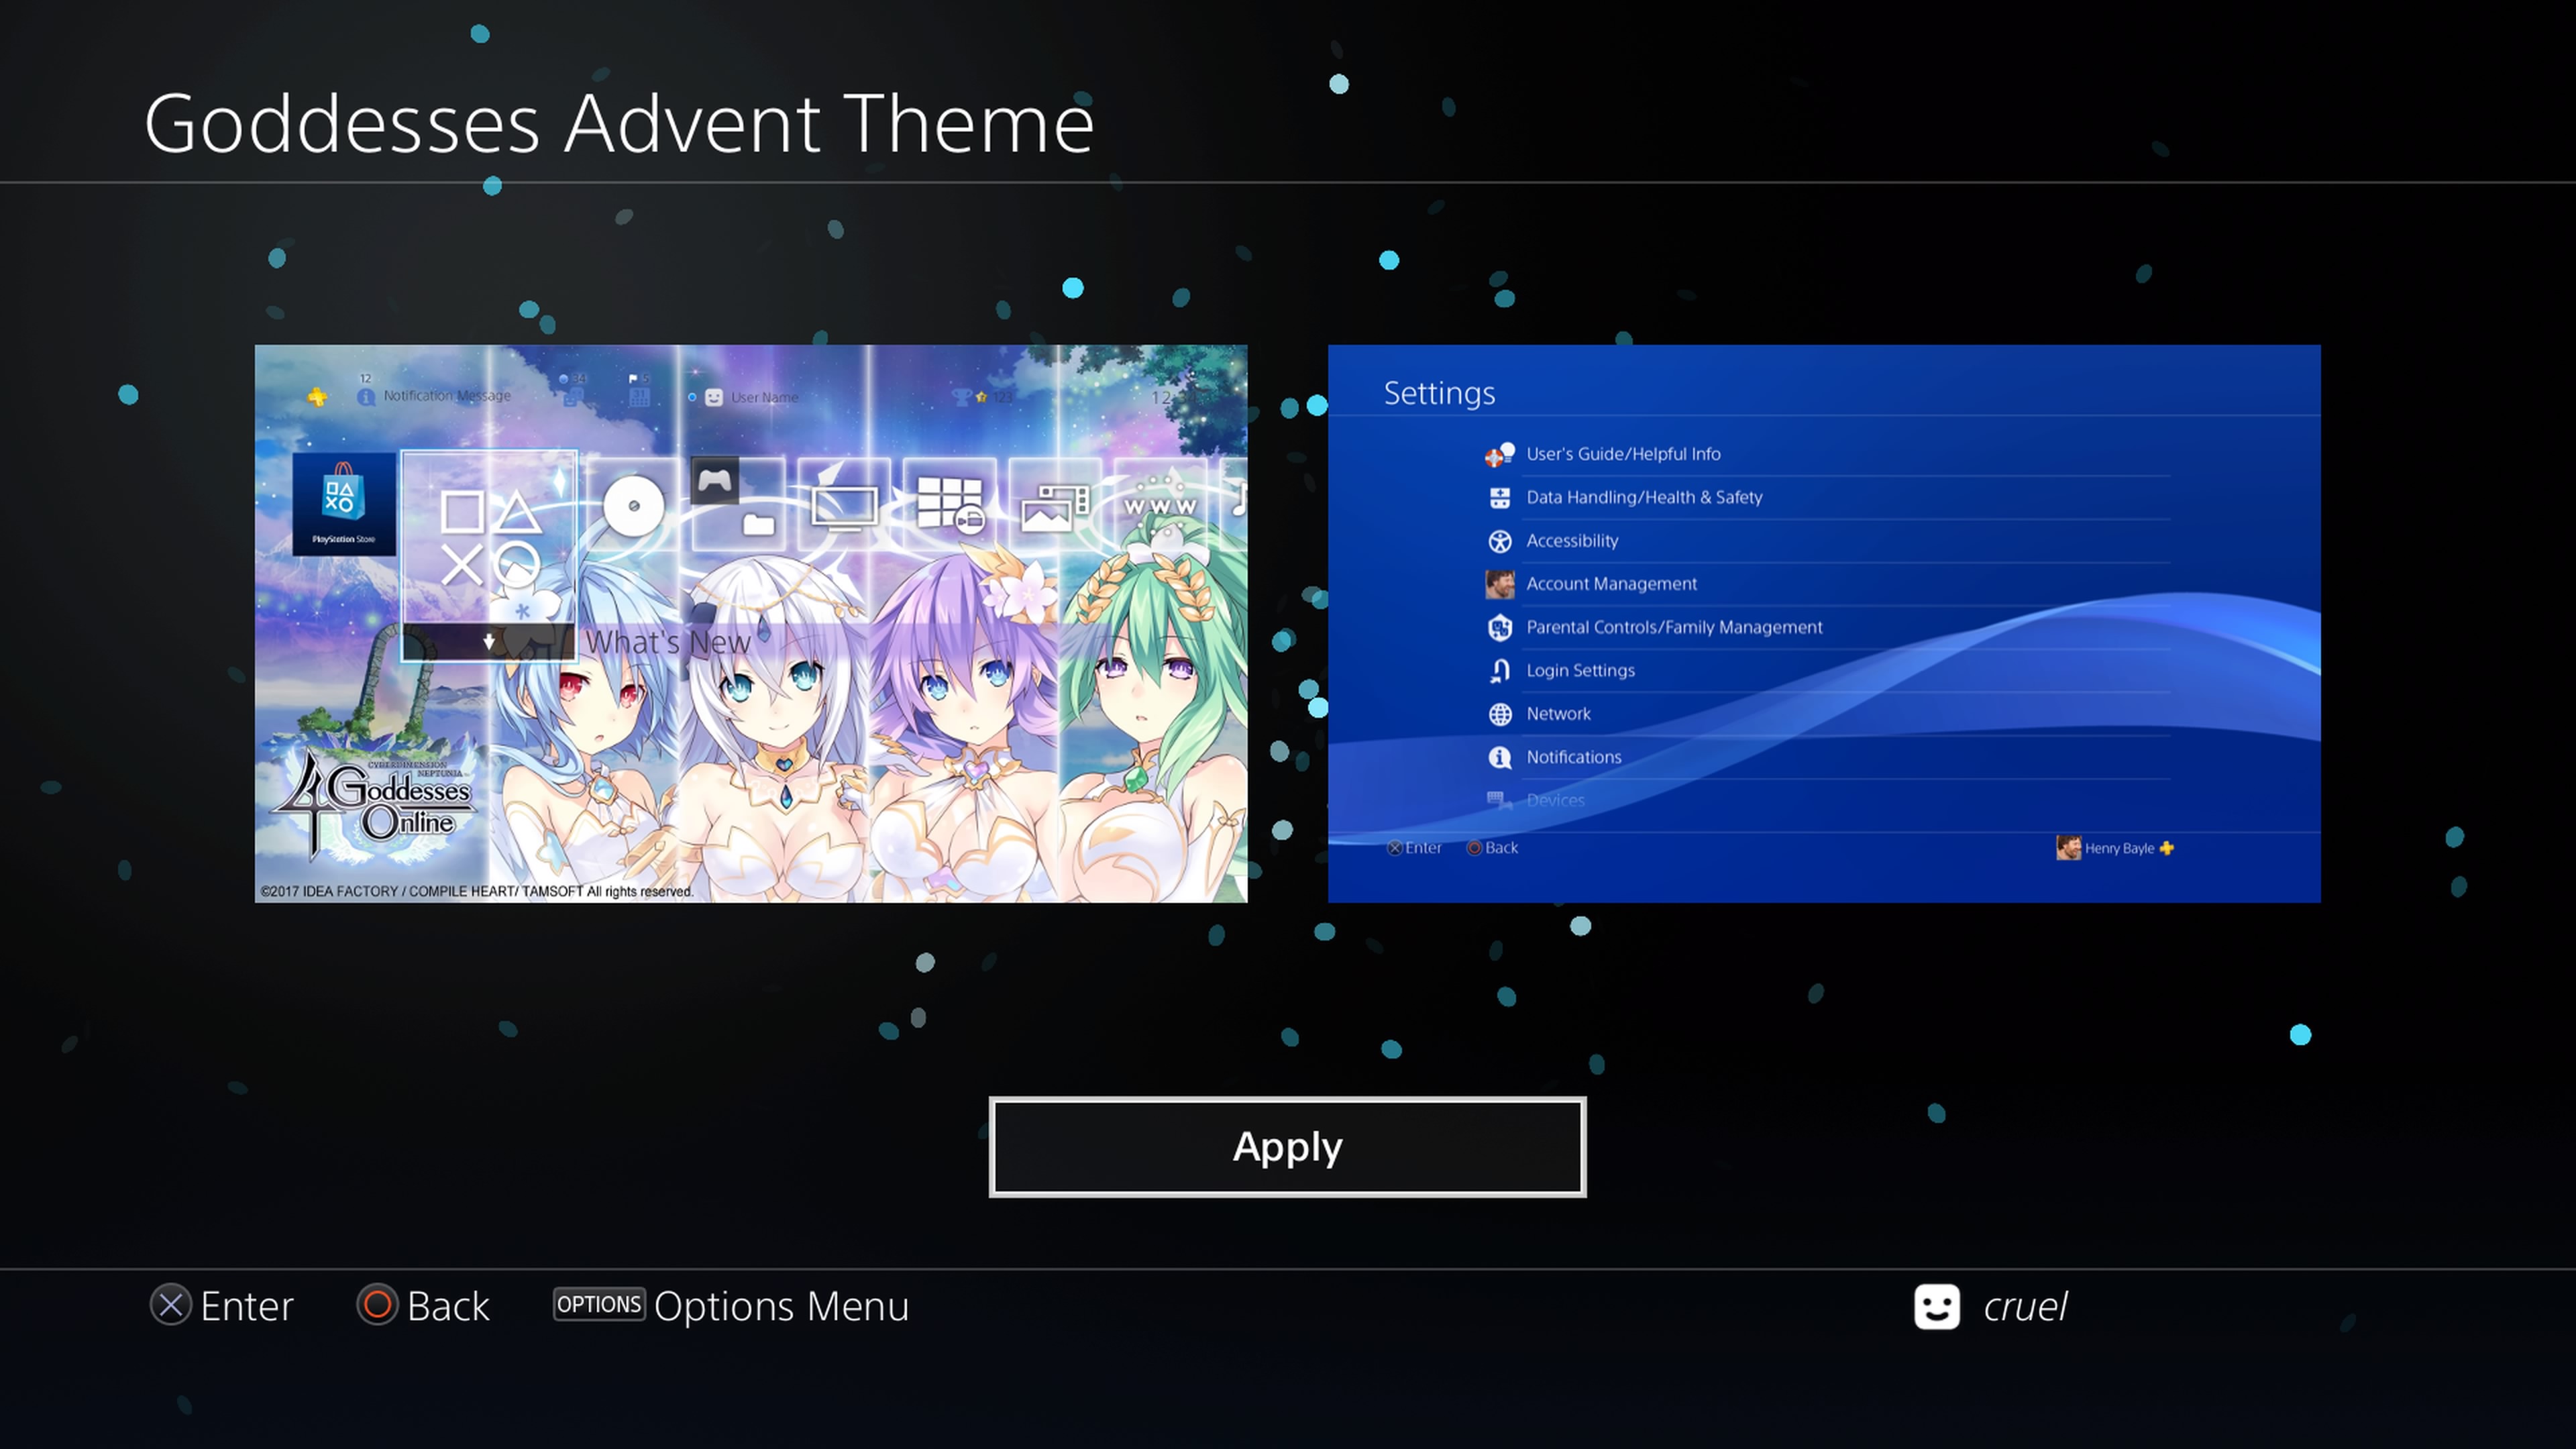 Goddesses Advent Theme
12
34
5
Notification Message
User Name
123
PlayStation Store
WWW
What's New
CYBERDIMENSION
NEPTUNIA
4 Goddesses
Online
©2017 IDEA FACTORY / COMPILE HEART/ TAMSOFT All rights reserved.
Settings
User's Guide/Helpful Info
Data Handling/Health & Safety
Accessibility
Account Management
Parental Controls/Family Management
Login Settings
Network
Notifications
Devices
Enter
Back
Henry Bayle
Apply
Enter
Back
OPTIONS Options Menu
cruel